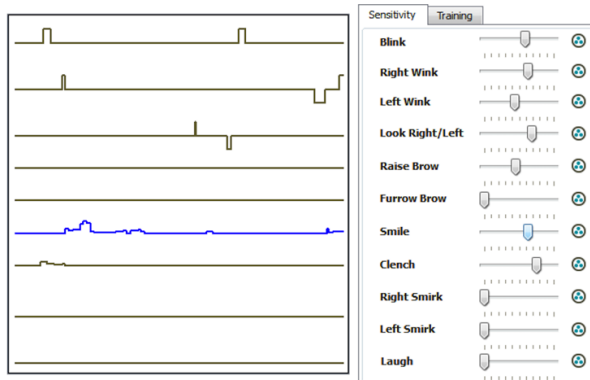 Sensitivity Training
Blink
Right Wink
Left Wink
Look Right/Left
Raise Brow
Furrow Brow
Smile
Clench
Right Smirk
Left Smirk
Laugh